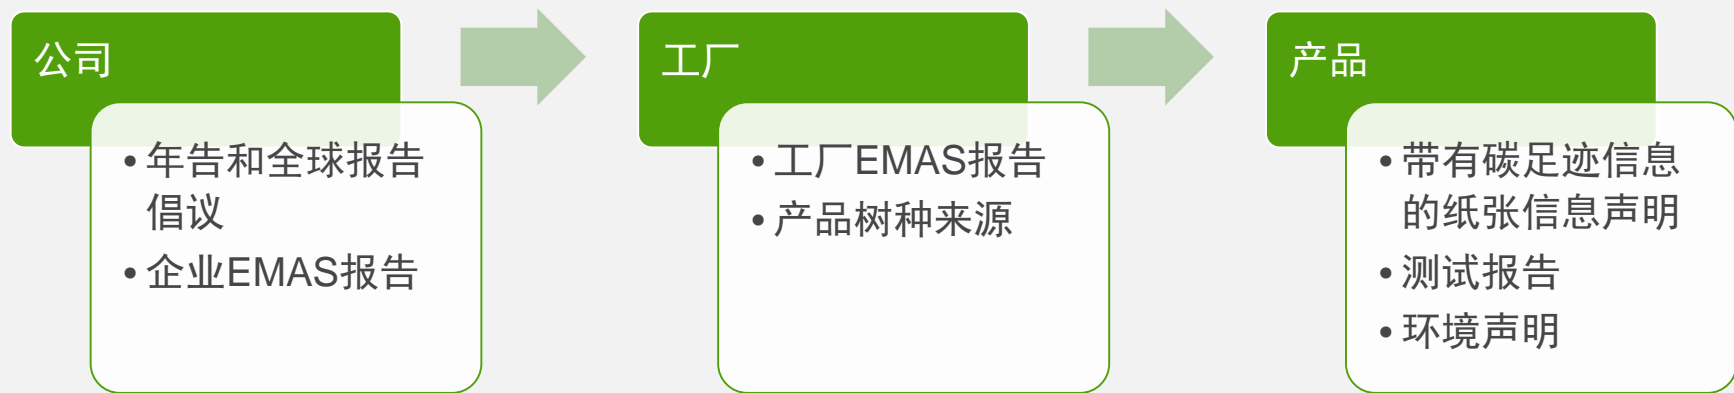 公司
• 年告和全球报告
倡议
• 企业EMAS报告
工厂
• 工厂EMAS报告
• 产品树种来源
产品
• 带有碳足迹信息
的纸张信息声明
• 测试报告
• 环境声明